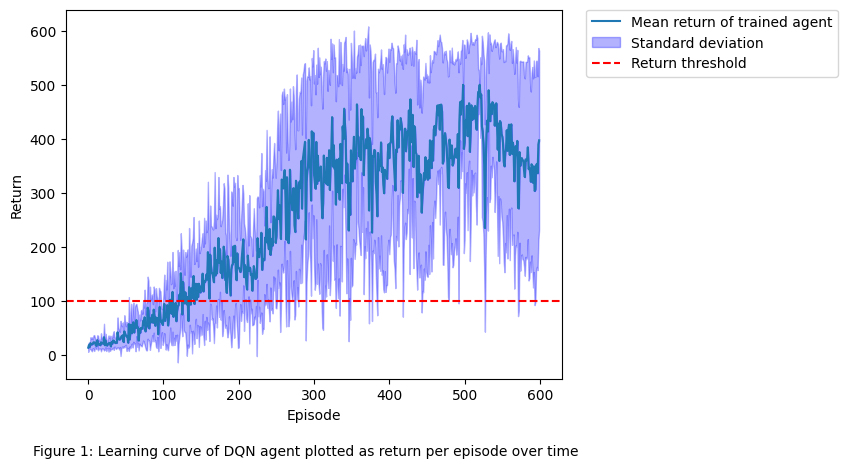 Mean return of trained agent
Standard deviation
Return threshold
600
500
400
300
200
100
0
Return
0 100 200 300 400 500 600
Episode
Figure 1: Learning curve of DQN agent plotted as return per episode over time